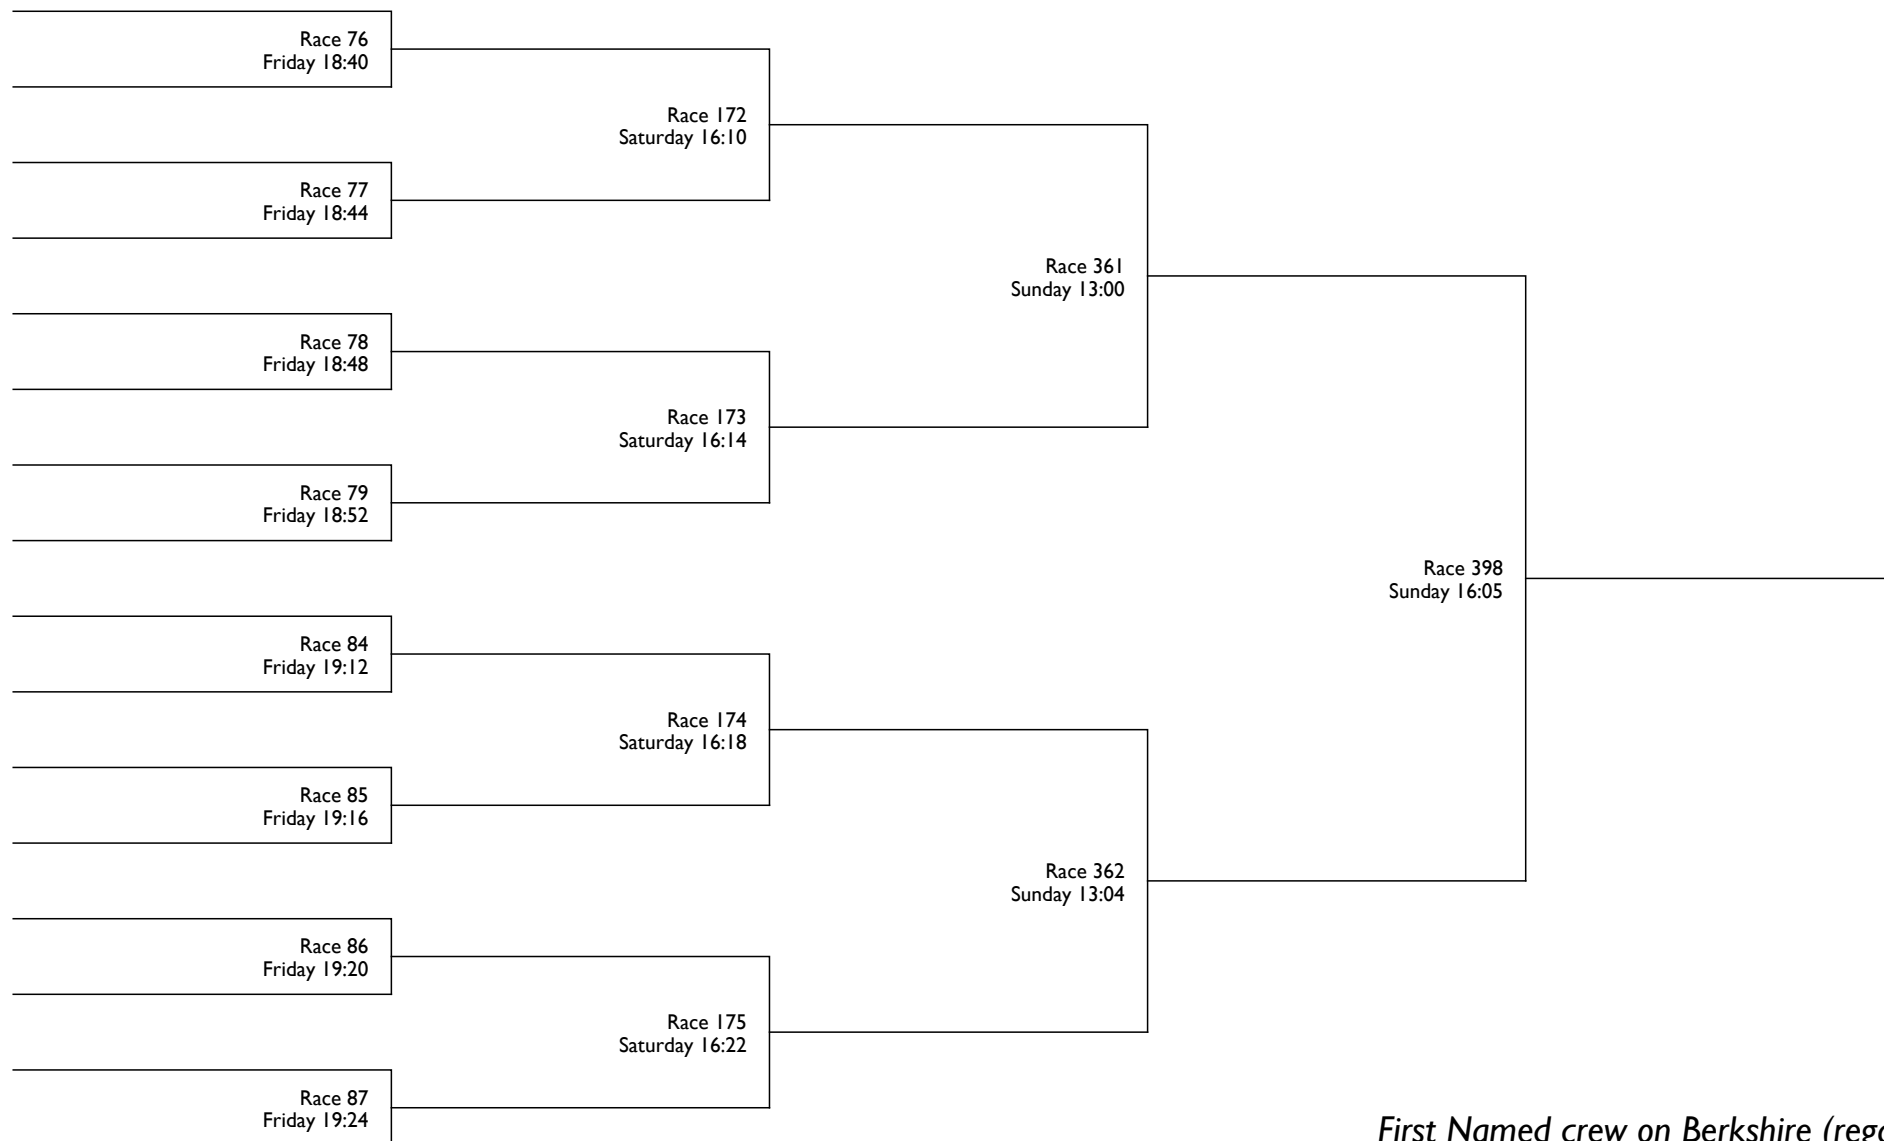 Race 76
Friday 18:40
Race 172
Saturday 16:10
Race 77
Friday 18:44
Race 361
Sunday 13:00
Race 78
Friday 18:48
Race 173
Saturday 16:14
Race 79
Friday 18:52
Race 398
Sunday 16:05
Race 84
Friday 19:12
Race 174
Saturday 16:18
Race 85
Friday 19:16
Race 362
Sunday 13:04
Race 86
Friday 19:20
Race 175
Saturday 16:22
Race 87
Friday 19:24
First Named crew on Berkshire